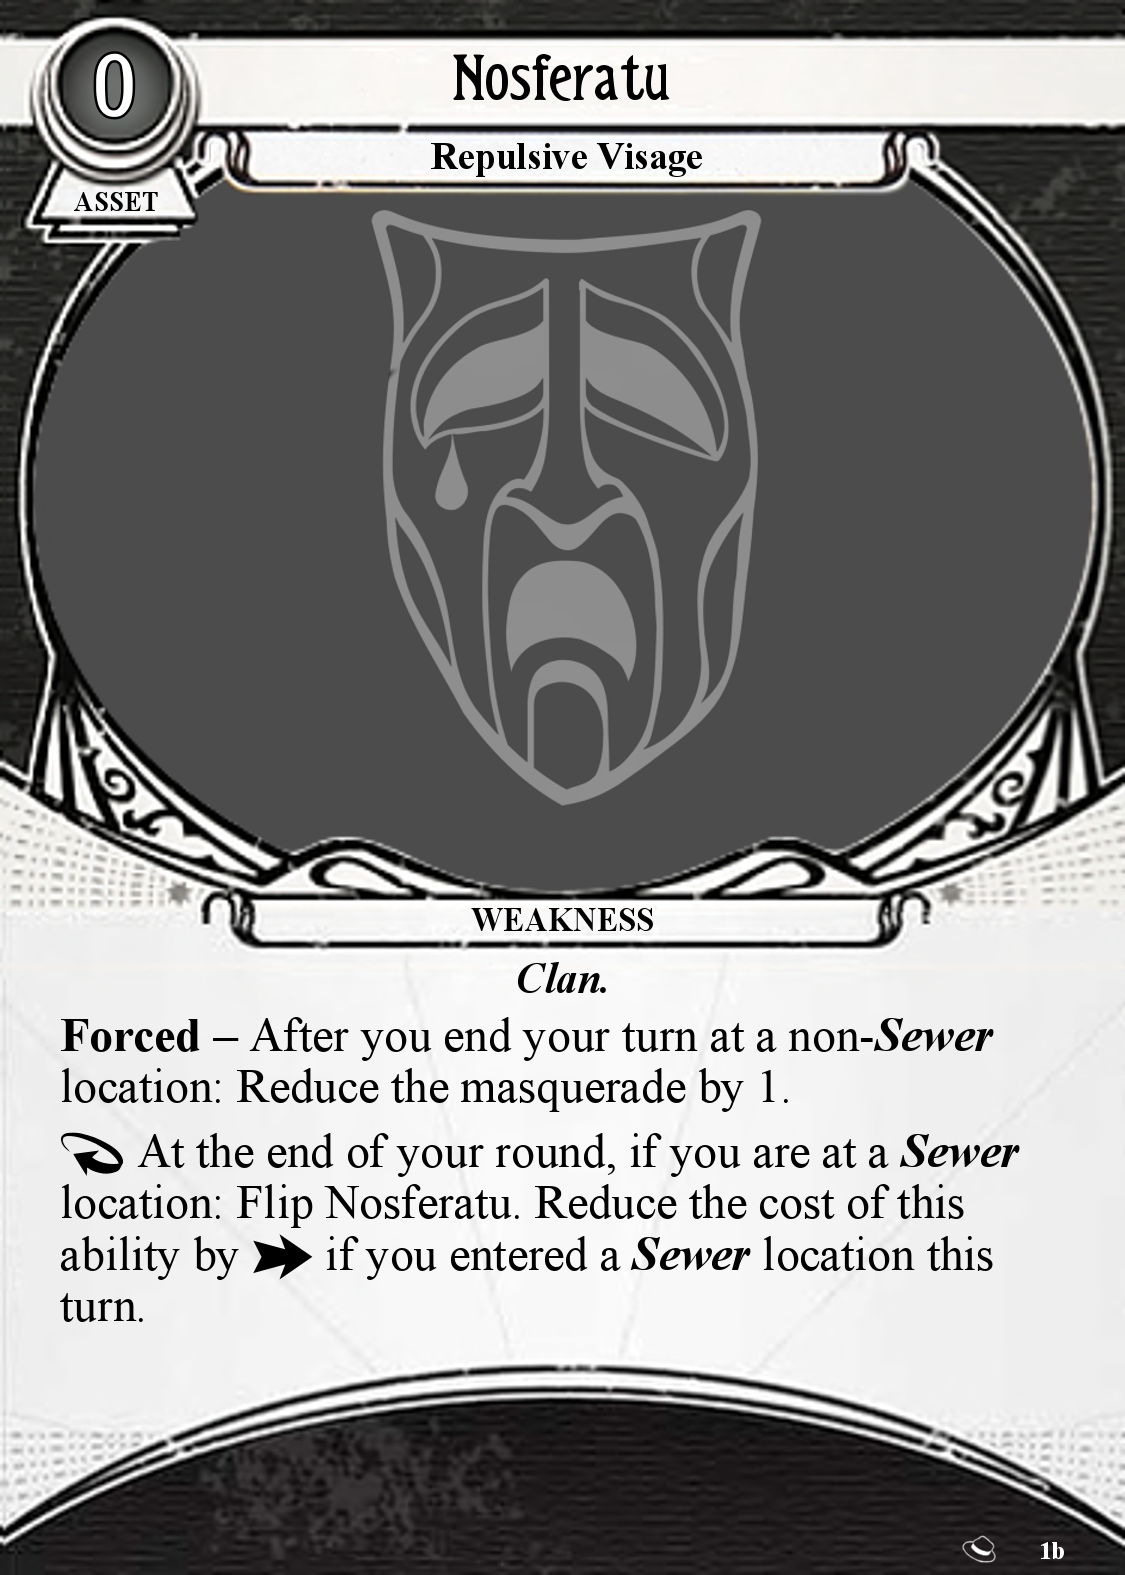 0
Nosferatu
Repulsive Visage
ASSET
WEAKNESS
Clan.
Forced – After you end your turn at a non-Sewer
location: Reduce the masquerade by 1.
At the end of your round, if you are at a Sewer
location: Flip Nosferatu. Reduce the cost of this
ability by if you entered a Sewer location this
turn.
1b